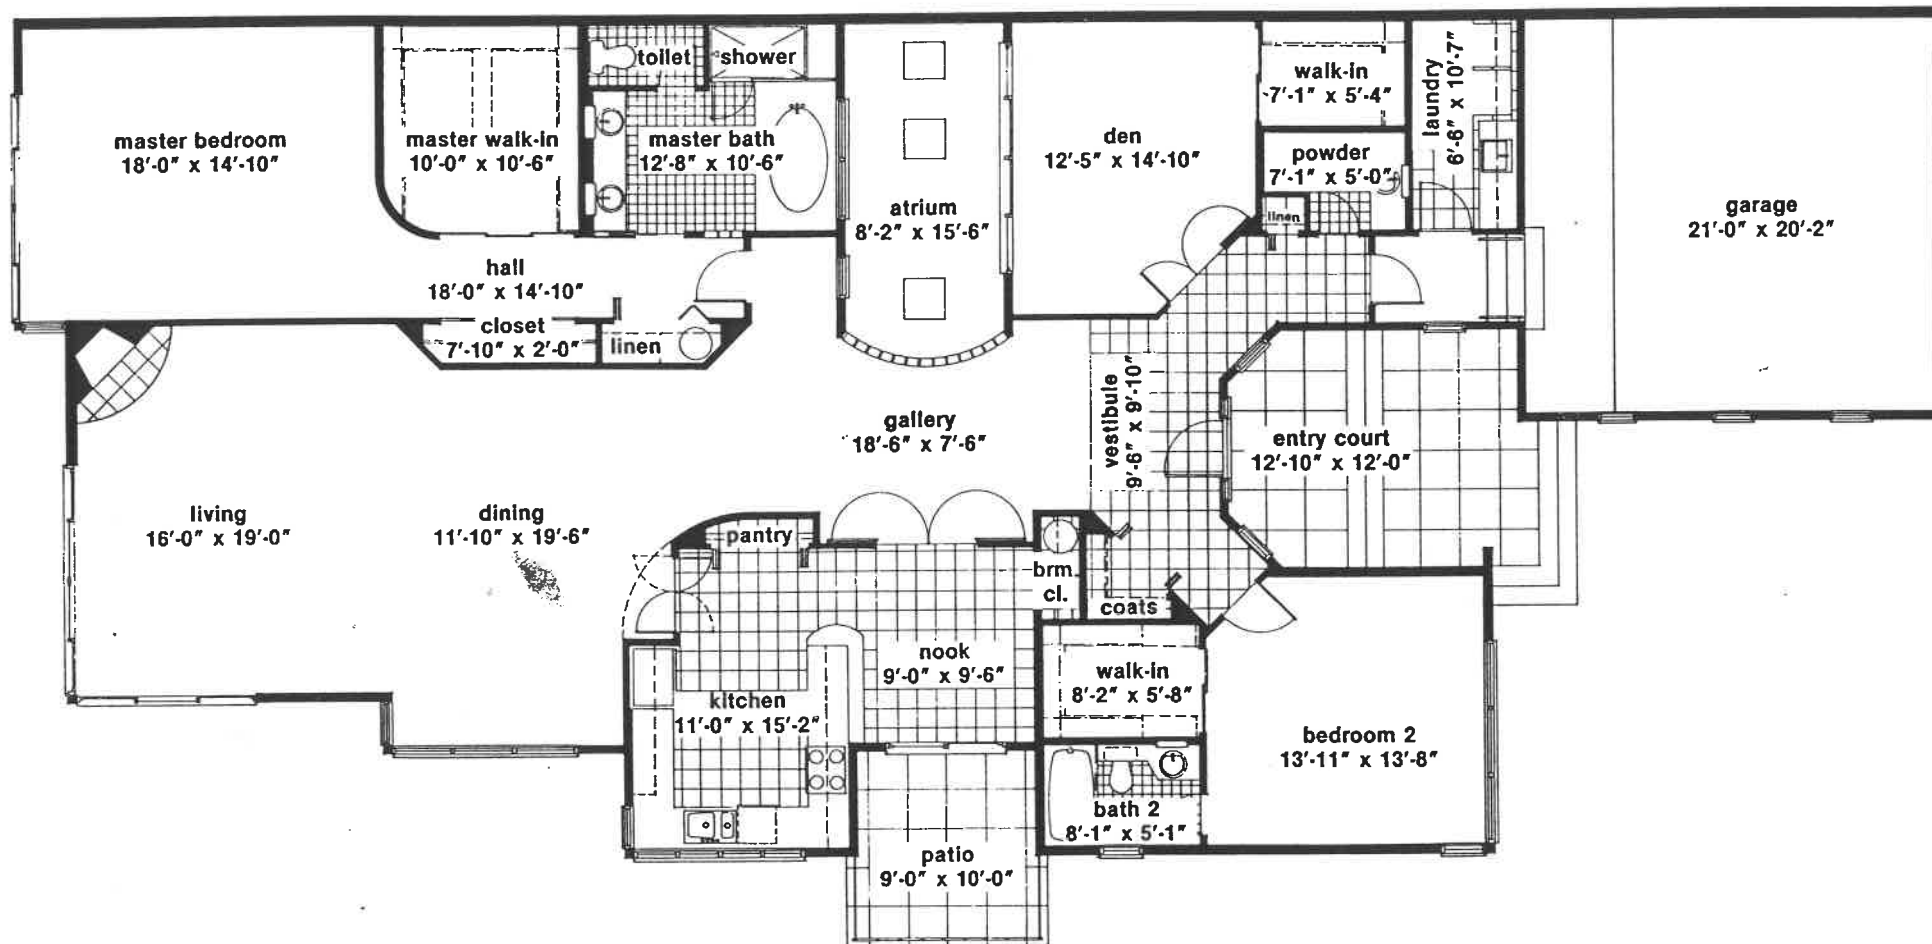 toilet
shower
master bedroom
18'-0" x 14'-10"
master walk-in
10'-0" x 10'-6"
master bath
12'-8" x 10'-6"
atrium
8'-2" x 15'-6"
den
12'-5" x 14'-10"
walk-in
7'-1" x 5'-4"
powder
7'-1" x 5'-0"
linen
laundry
6'-6" x 10'-7"
garage
21'-0" x 20'-2"
hall
18'-0" x 14'-10"
closet
7'-10" x 2'-0"
linen
gallery
18'-6" x 7'-6"
vestibute
9'-6" x 9'-10"
entry court
12'-10" x 12'-0"
living
16'-0" x 19'-0"
dining
11'-10" x 19'-6"
pantry
brm.
cl.
coats
nook
9'-0" x 9'-6"
kitchen
11'-0" x 15'-2"
walk-in
8'-2" x 5'-8"
bedroom 2
13'-11" x 13'-8"
bath 2
8'-1" x 5'-1"
patio
9'-0" x 10'-0"